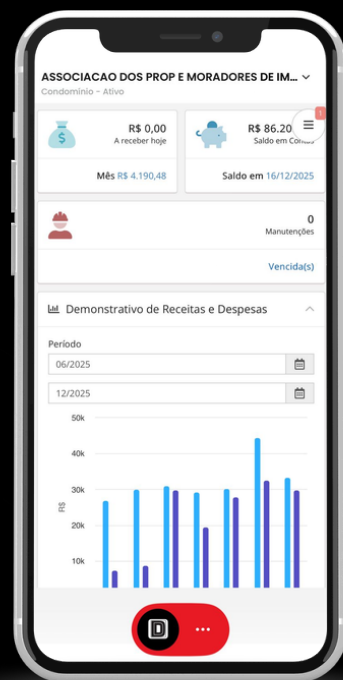 ASSOCIACAO DOS PROP E MORADORES DE IM...
Condomínio - Ativo
R$ 0,00
A receber hoje
Mês R$ 4.190,48
R$ 86.20
Saldo em
Saldo em 16/12/2025
0
Manutenções
Vencida(s)
Demonstrativo de Receitas e Despesas
Período
06/2025
12/2025
50k
40k
30k
20k
10k
R$